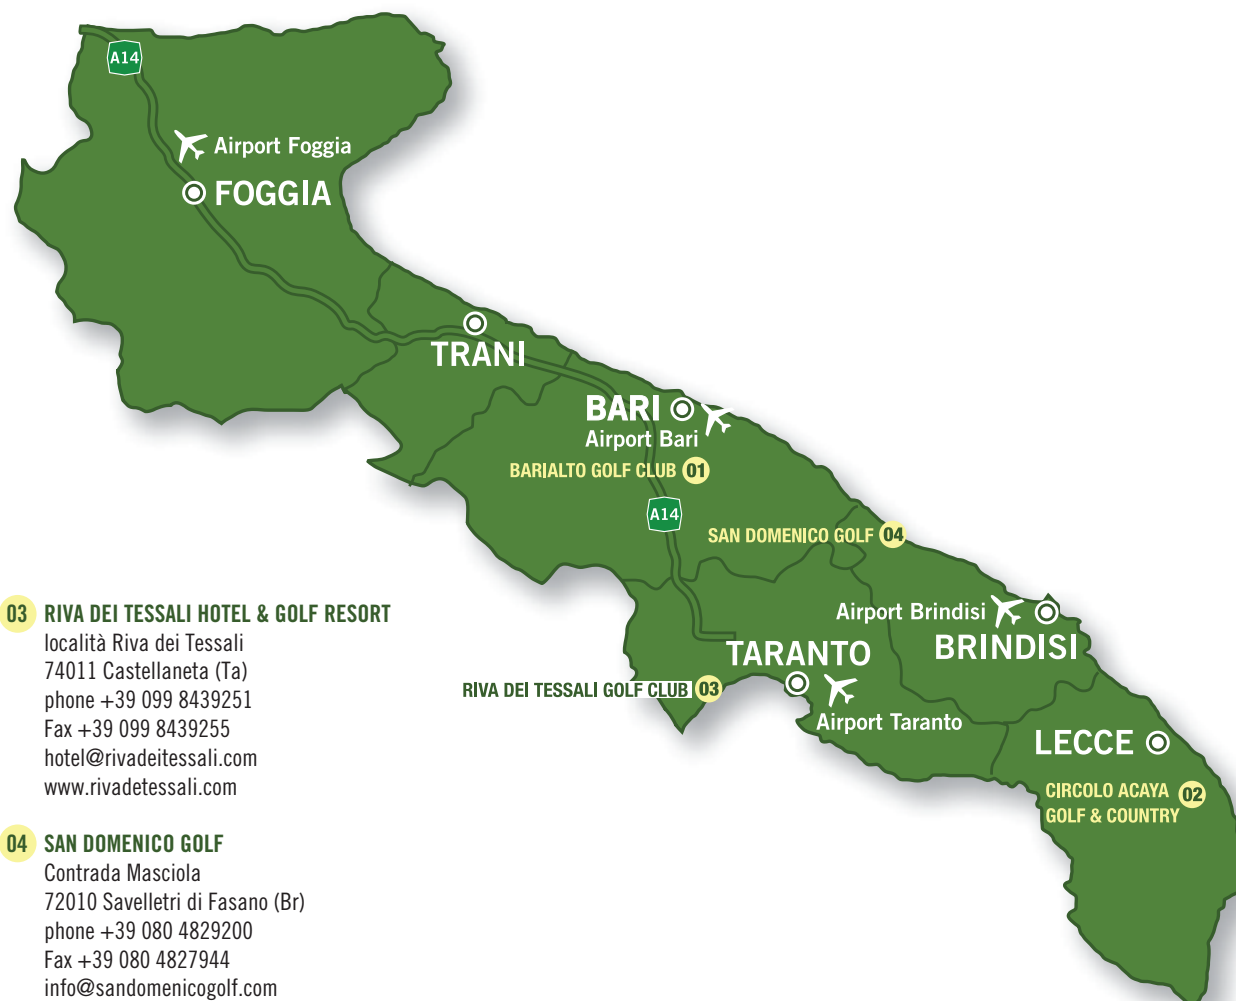 A14
Airport Foggia
FOGGIA
TRANI
BARI
Airport Bari
BARIALTO GOLF CLUB 01
A14
SAN DOMENICO GOLF 04
Airport Brindisi
BRINDISI
TARANTO
RIVA DEI TESSALI GOLF CLUB 03
Airport Taranto
LECCE
CIRCOLO ACAYA 02
GOLF & COUNTRY
03 RIVA DEI TESSALI HOTEL & GOLF RESORT
località Riva dei Tessali
74011 Castellaneta (Ta)
phone +39 099 8439251
Fax +39 099 8439255
hotel@rivadeitessali.com
www.rivadetessali.com
04 SAN DOMENICO GOLF
Contrada Masciola
72010 Savelletri di Fasano (Br)
phone +39 080 4829200
Fax +39 080 4827944
info@sandomenicogolf.com